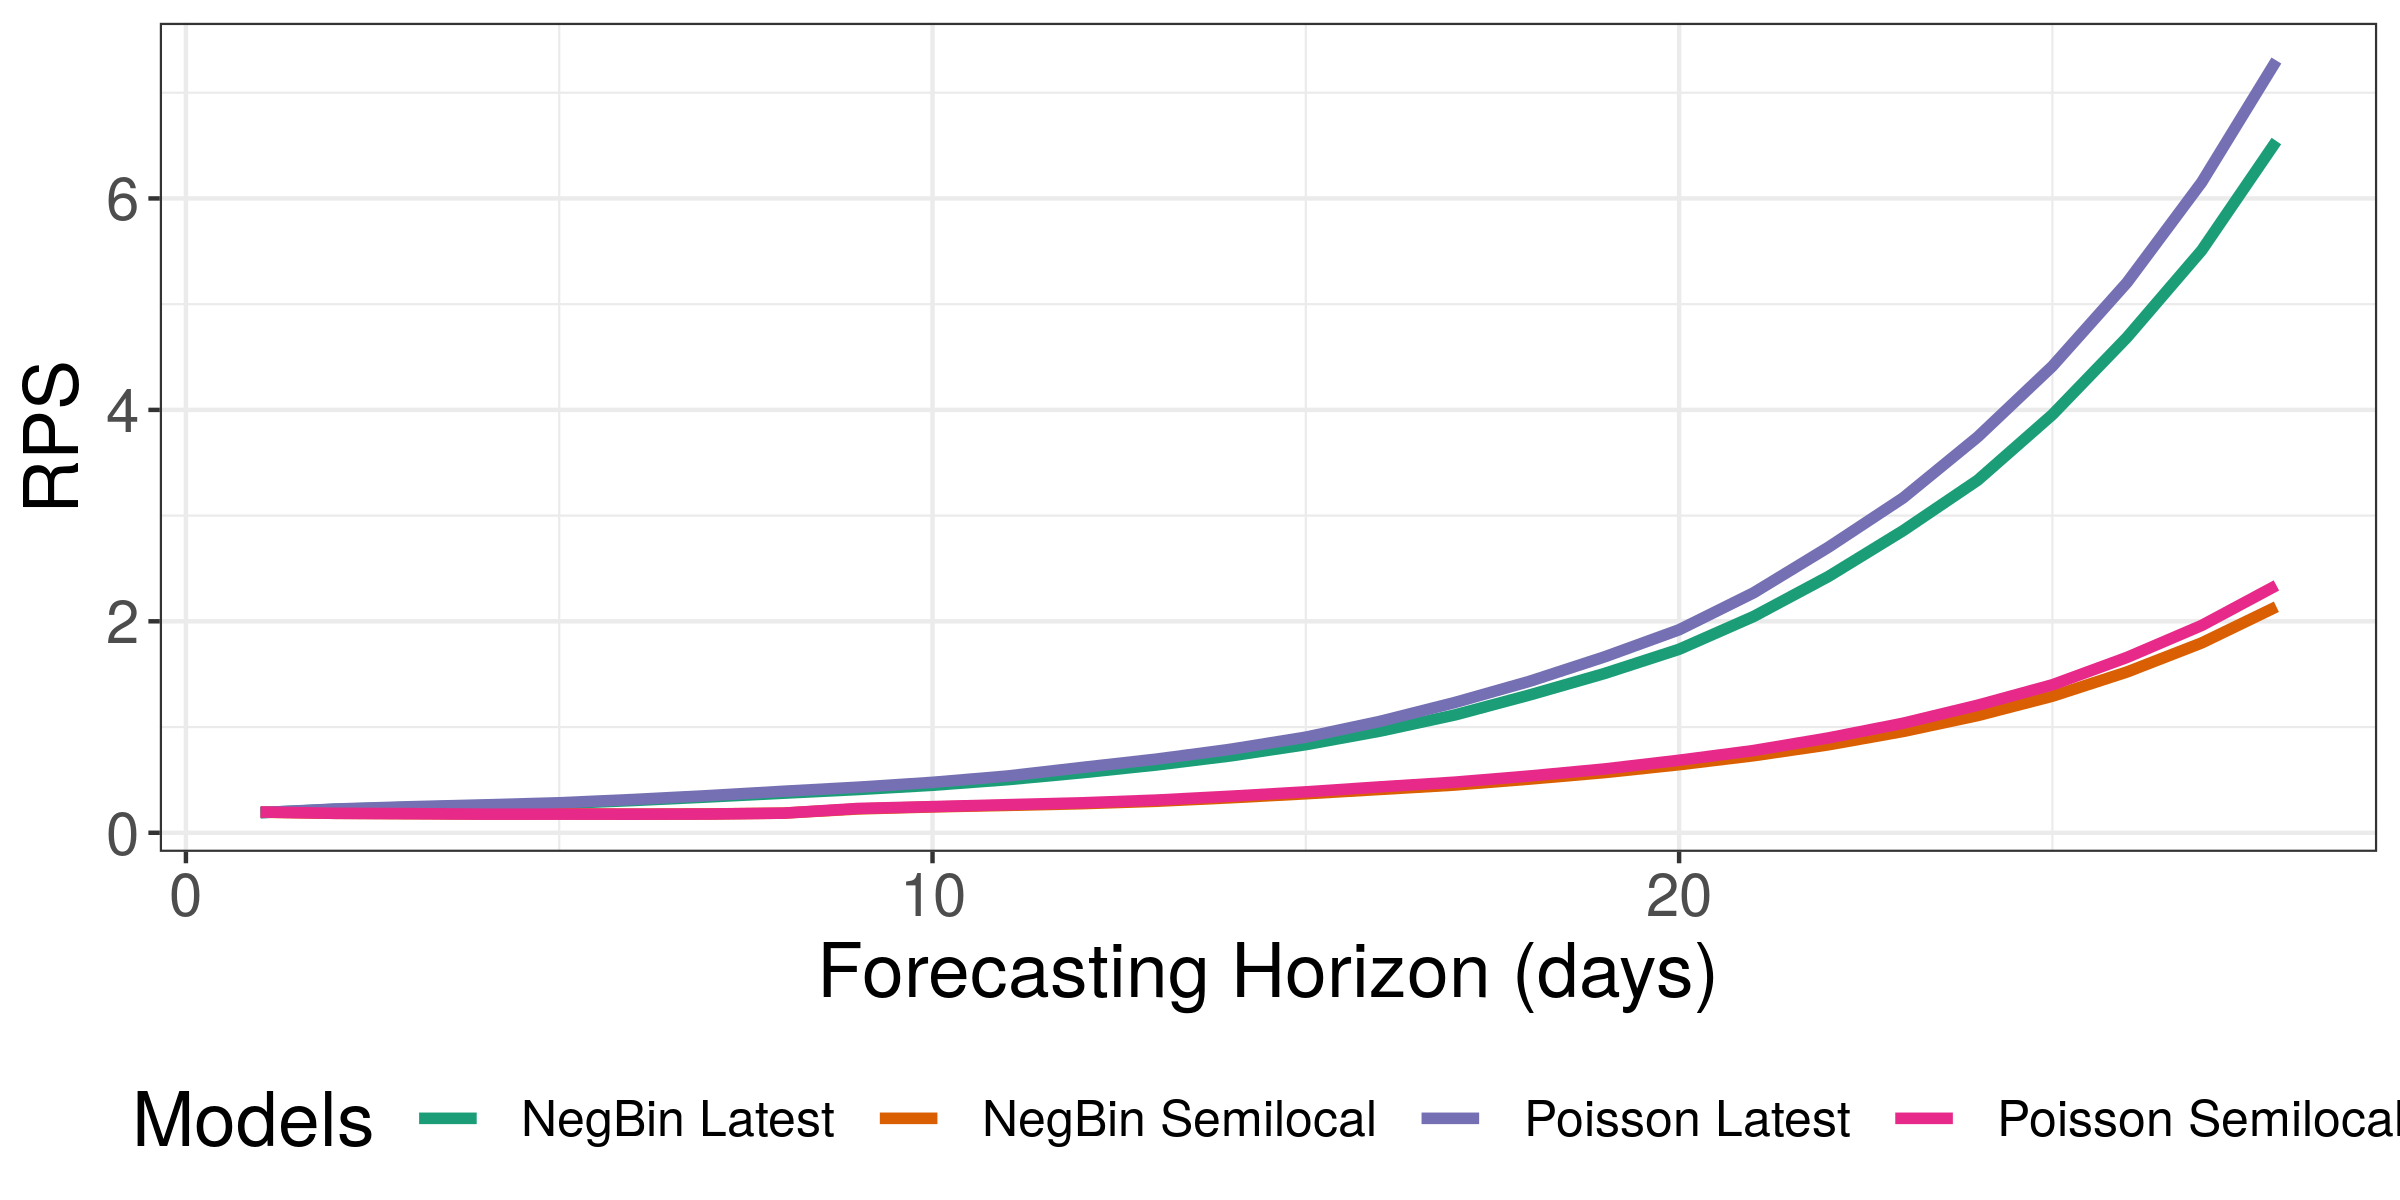 RPS
6
4
2
0
0 10 20
Forecasting Horizon (days)
Models NegBin Latest NegBin Semilocal Poisson Latest Poisson Semilocal